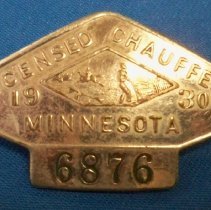 CENSED CHAUFFE
19 30
MINNESOTA
6876